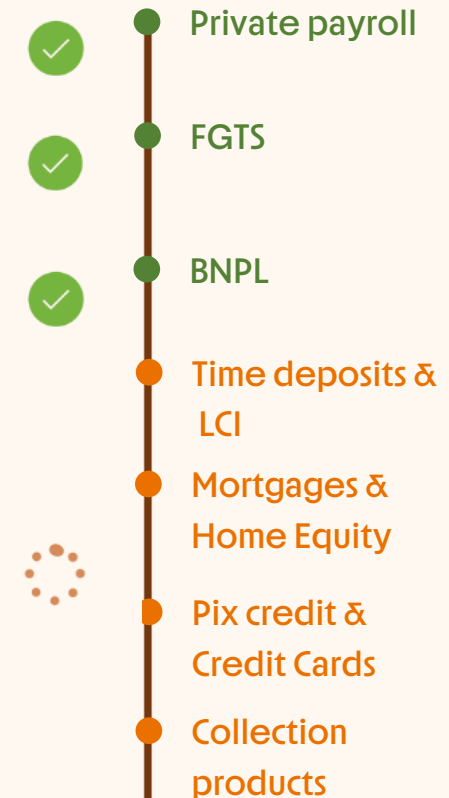 Private payroll
FGTS
BNPL
Time deposits &
LCI
Mortgages &
Home Equity
Pix credit &
Credit Cards
Collection
products